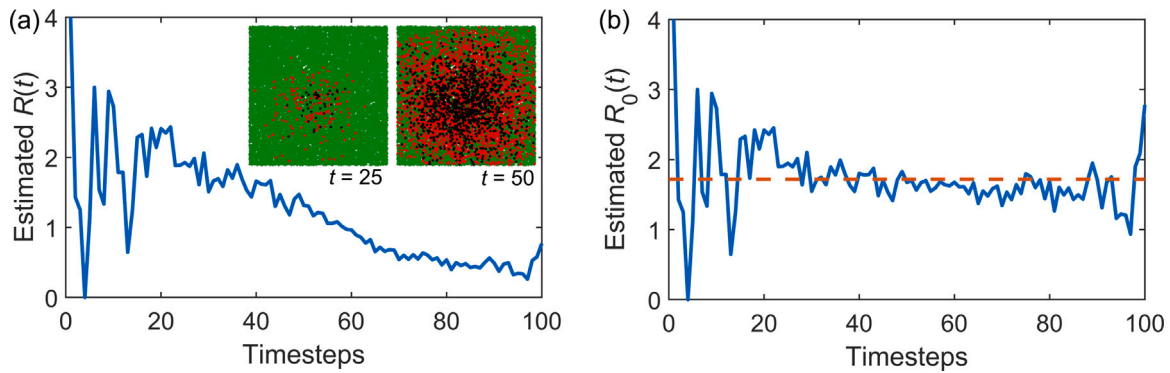 (a)
4
3
2
1
0
Estimated R(t)
t = 25
t = 50
0 20 40 60 80 100
Timesteps
(b)
4
3
2
1
0
Estimated R₀(t)
0 20 40 60 80 100
Timesteps